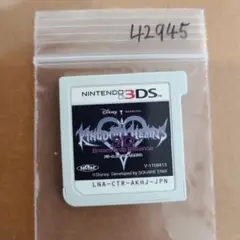 42945
NINTENDO 3DS
Disney
KINGDOM HEARTS
©Disney Developed by SQUARE ENIX
LNA-CTR-AKHJ-JPN